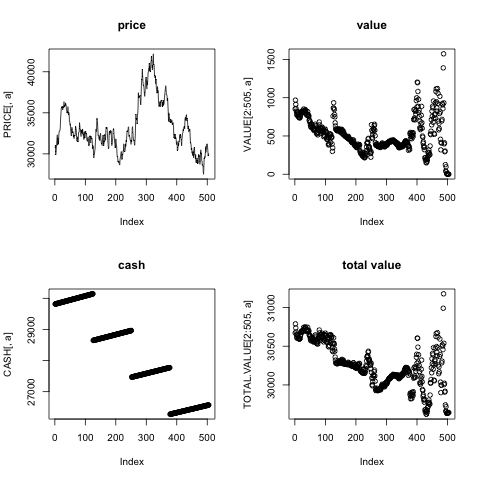 price
PRICE[, a]
30000 35000 40000
0 100 200 300 400 500
Index
value
VALUE[2:505, a]
0 500 1000 1500
0 100 200 300 400 500
Index
cash
CASH[, a]
27000 29000
0 100 200 300 400 500
Index
total value
TOTAL.VALUE[2:505, a]
30000 30500 31000
0 100 200 300 400 500
Index